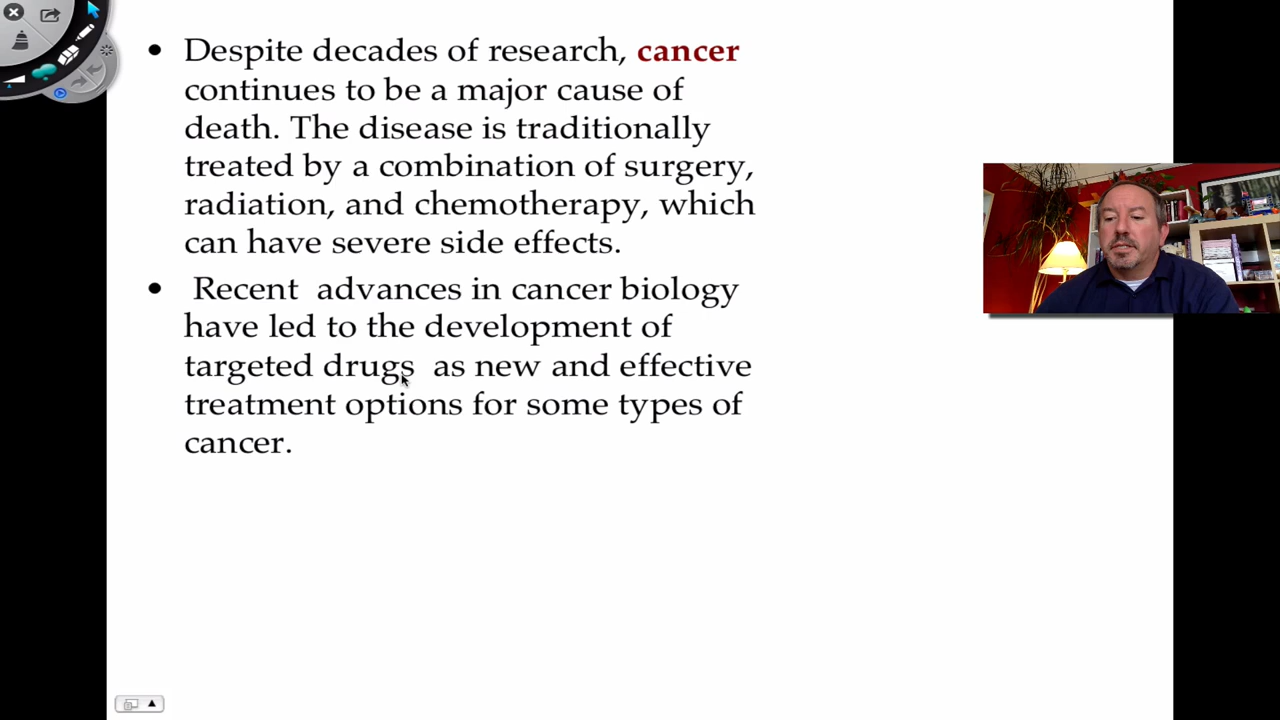 • Despite decades of research, cancer
continues to be a major cause of
death. The disease is traditionally
treated by a combination of surgery,
radiation, and chemotherapy, which
can have severe side effects.
• Recent advances in cancer biology
have led to the development of
targeted drugs as new and effective
treatment options for some types of
cancer.